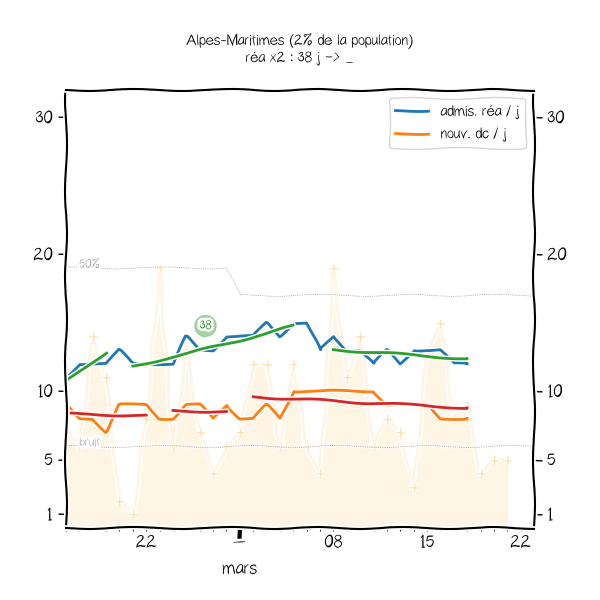 Alpes-Maritimes (2% de la population)
réa x2 : 38 j -> _
admis. réa / j
nouv. dc / j
30
30
20
20
50%
38
10
10
bruit
5
5
1
1
22
1
08
15
22
mars